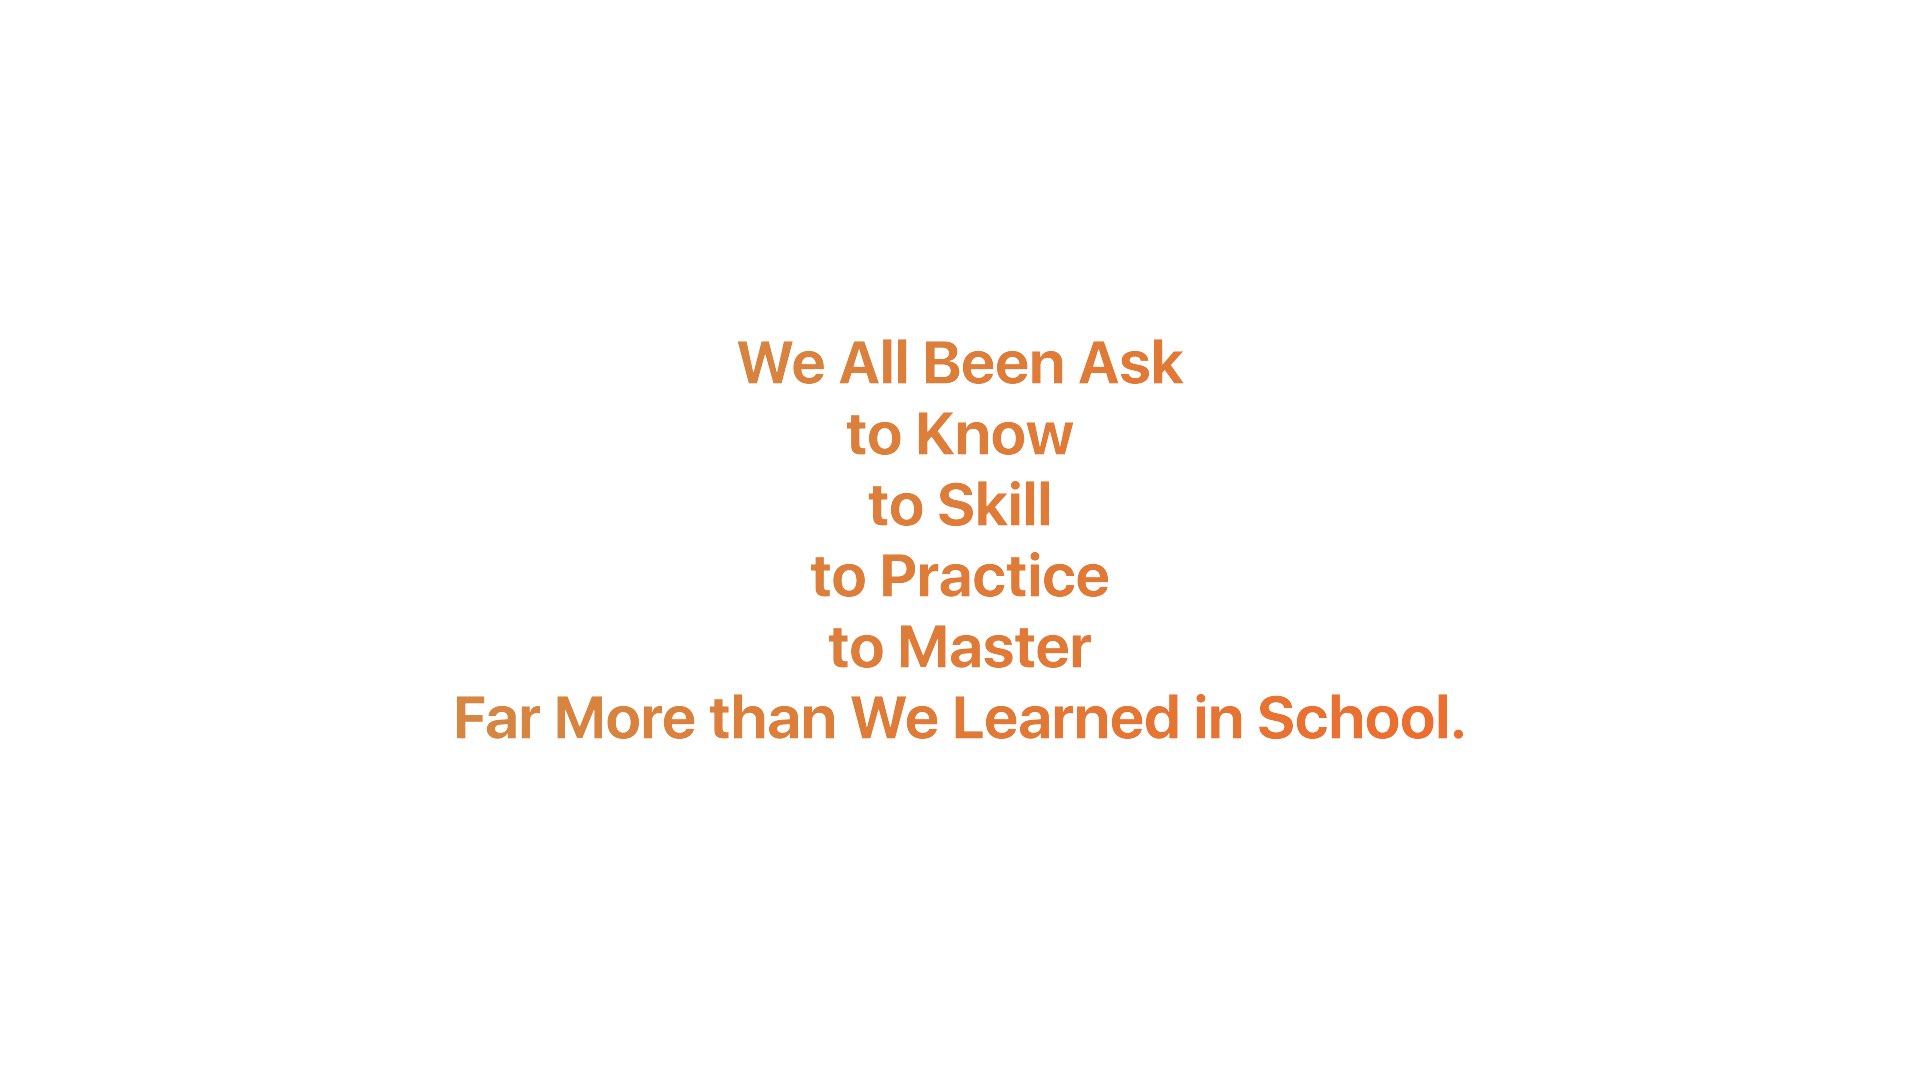 We All Been Ask
to Know
to Skill
to Practice
to Master
Far More than We Learned in School.